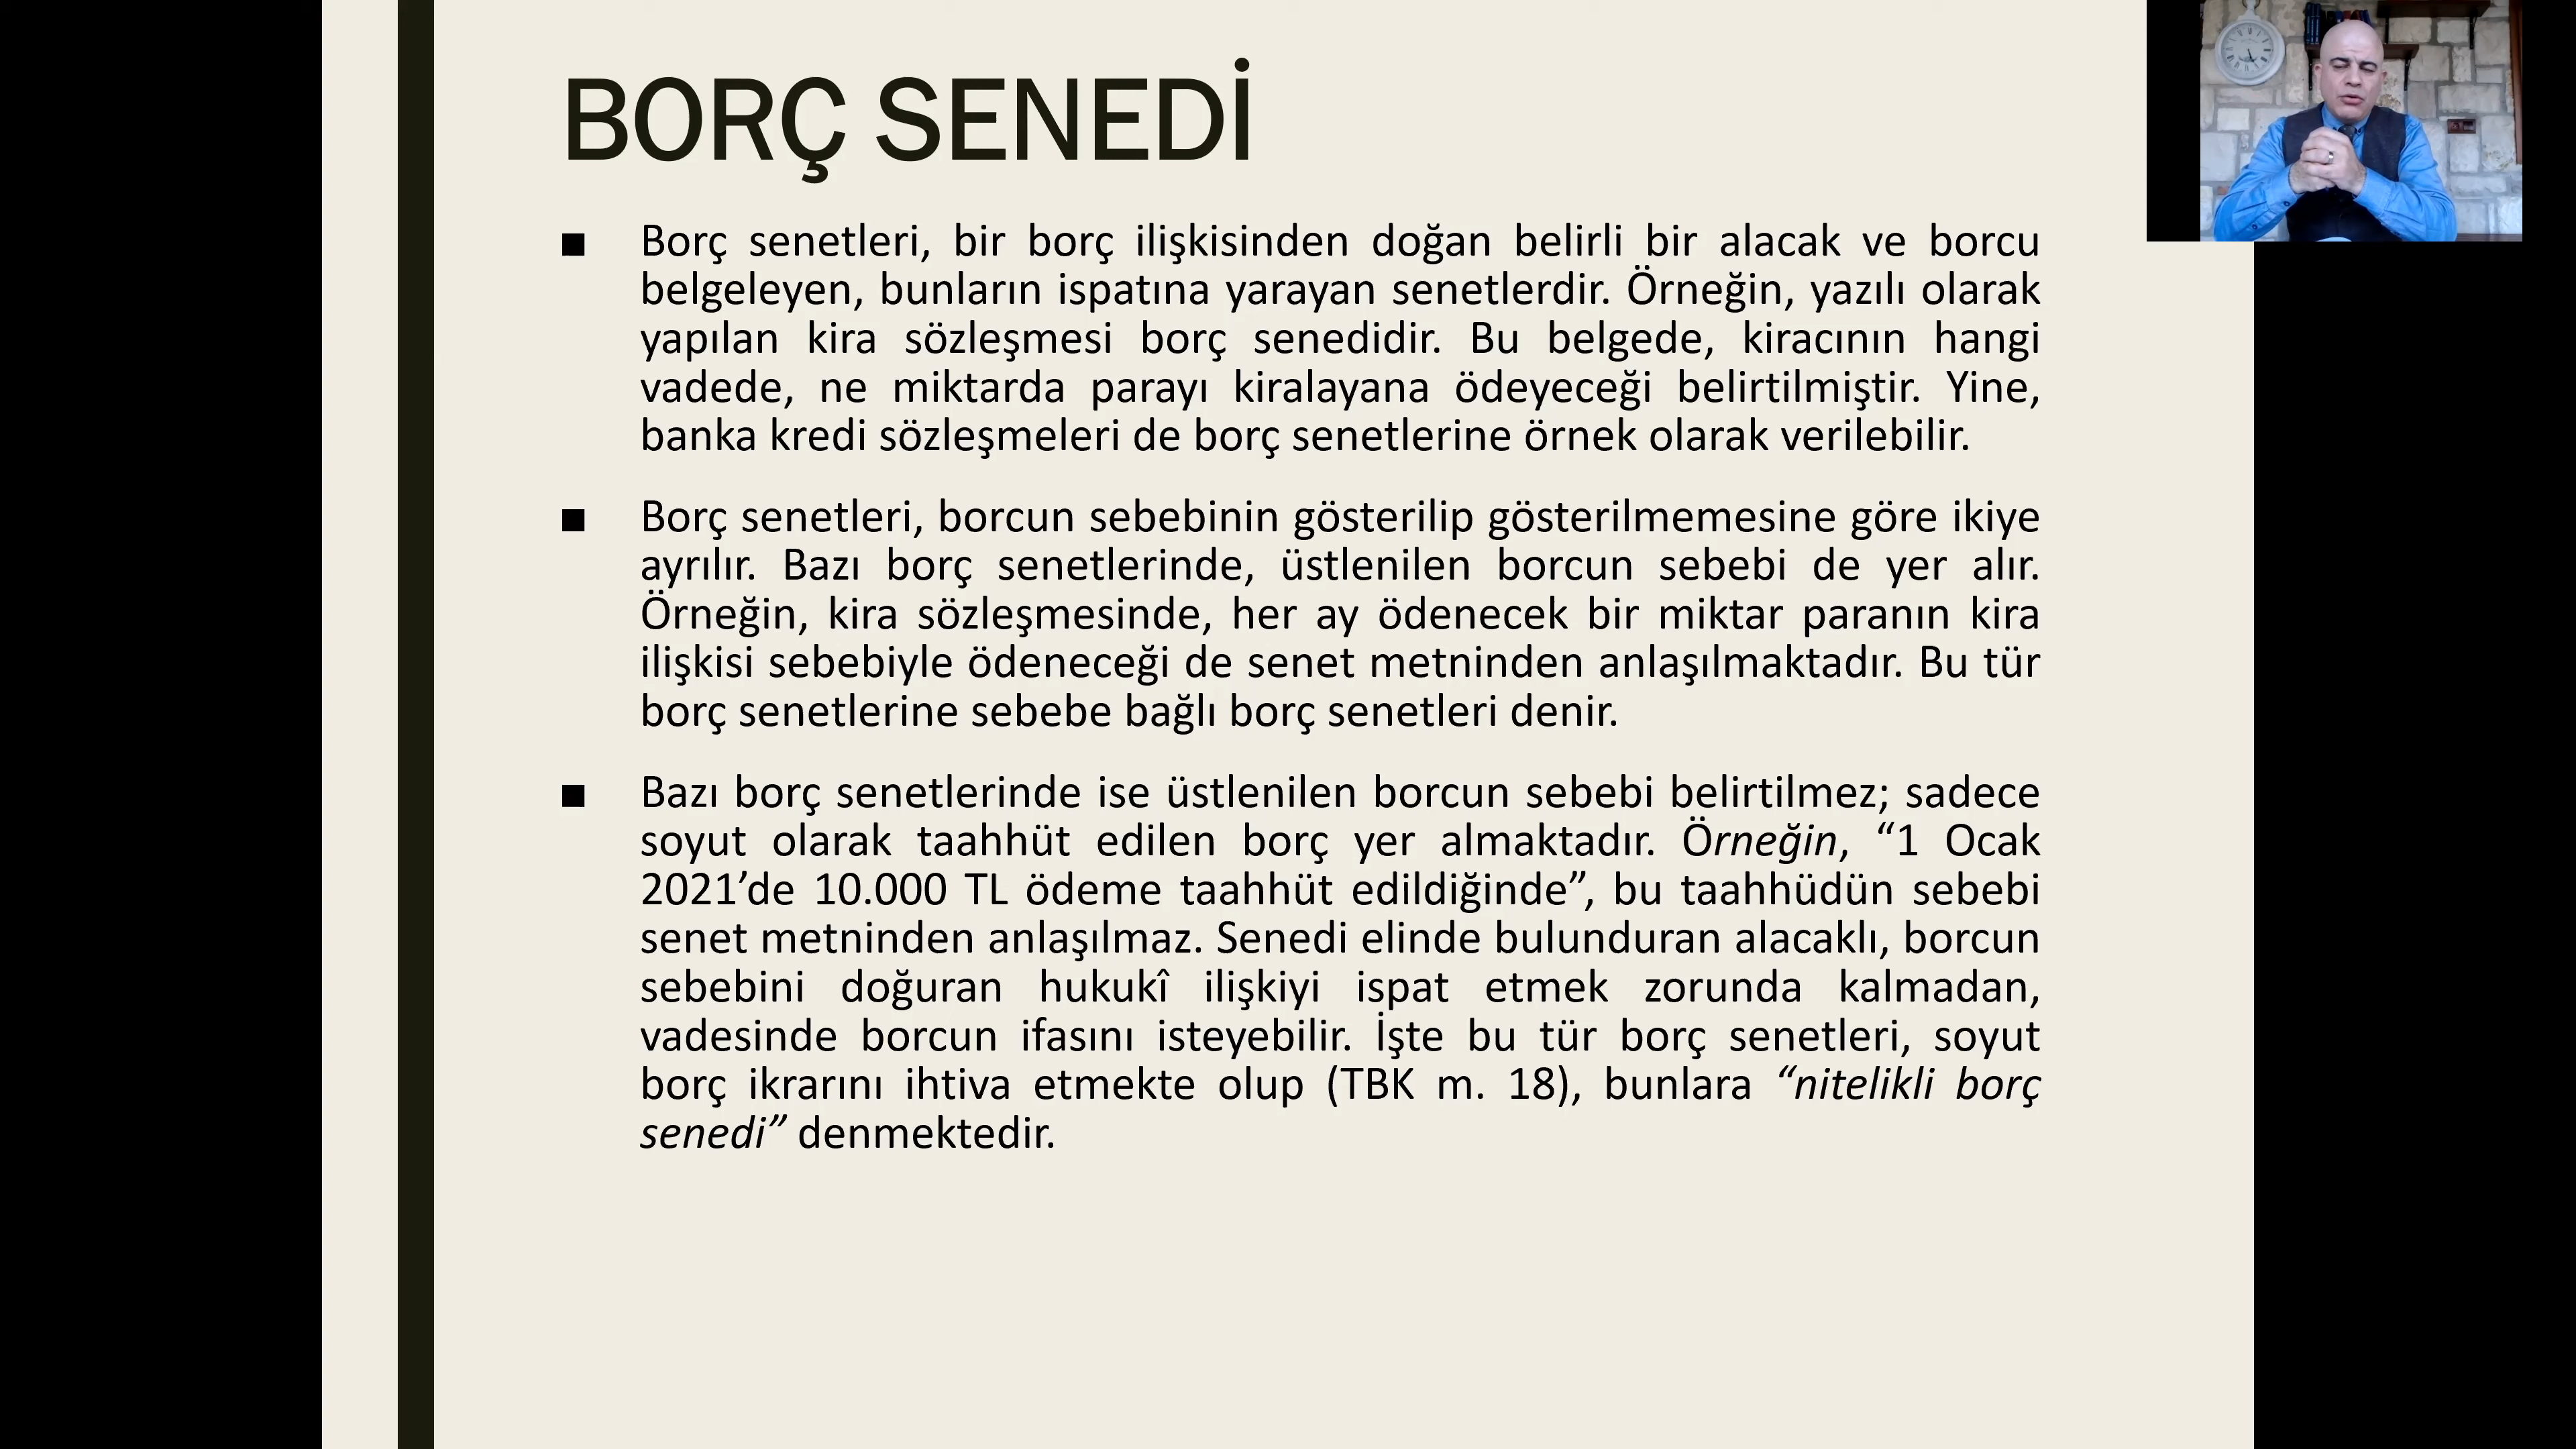 BORÇ SENEDİ
■ Borç senetleri, bir borç ilişkisinden doğan belirli bir alacak ve borcu
belgeleyen, bunların ispatına yarayan senetlerdir. Örneğin, yazılı olarak
yapılan kira sözleşmesi borç senedidir. Bu belgede, kiracının hangi
vadede, ne miktarda parayı kiralayana ödeyeceği belirtilmiştir. Yine,
banka kredi sözleşmeleri de borç senetlerine örnek olarak verilebilir.
■ Borç senetleri, borcun sebebinin gösterilip gösterilmemesine göre ikiye
ayrılır. Bazı borç senetlerinde, üstlenilen borcun sebebi de yer alır.
Örneğin, kira sözleşmesinde, her ay ödenecek bir miktar paranın kira
ilişkisi sebebiyle ödeneceği de senet metninden anlaşılmaktadır. Bu tür
borç senetlerine sebebe bağlı borç senetleri denir.
■ Bazı borç senetlerinde ise üstlenilen borcun sebebi belirtilmez; sadece
soyut olarak taahhüt edilen borç yer almaktadır. Örneğin, “1 Ocak
2021’de 10.000 TL ödeme taahhüt edildiğinde”, bu taahhüdün sebebi
senet metninden anlaşılmaz. Senedi elinde bulunduran alacaklı, borcun
sebebini doğuran hukukî ilişkiyi ispat etmek zorunda kalmadan,
vadesinde borcun ifasını isteyebilir. İşte bu tür borç senetleri, soyut
borç ikrarını ihtiva etmekte olup (TBK m. 18), bunlara “nitelikli borç
senedi” denmektedir.